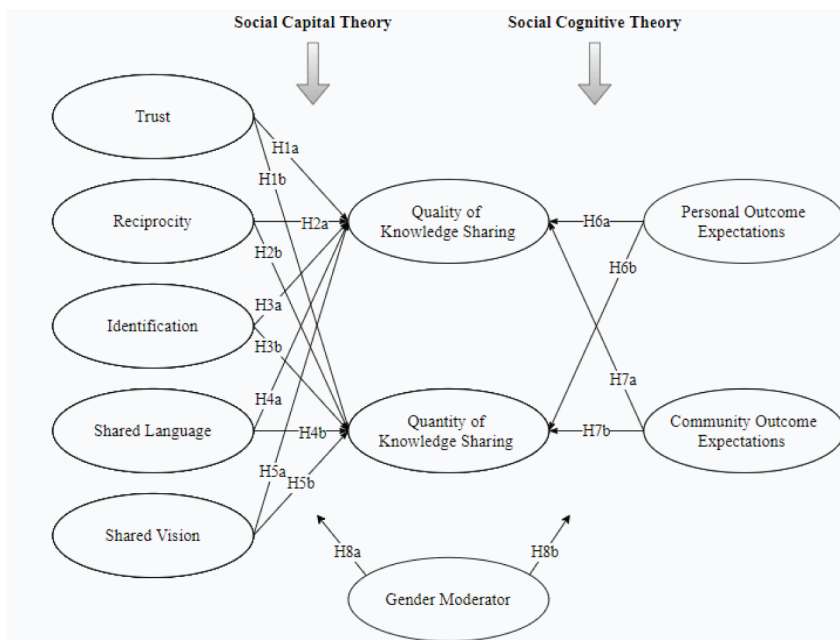 Social Capital Theory
Social Cognitive Theory
Trust
H1a
H1b
Reciprocity
H2a
H2b
Quality of
Knowledge Sharing
H6a
Personal Outcome
Expectations
H6b
Identification
H3a
H3b
Shared Language
H4a
H4b
Quantity of
Knowledge Sharing
H7a
H7b
Community Outcome
Expectations
H5a
H5b
Shared Vision
H8a
H8b
Gender Moderator